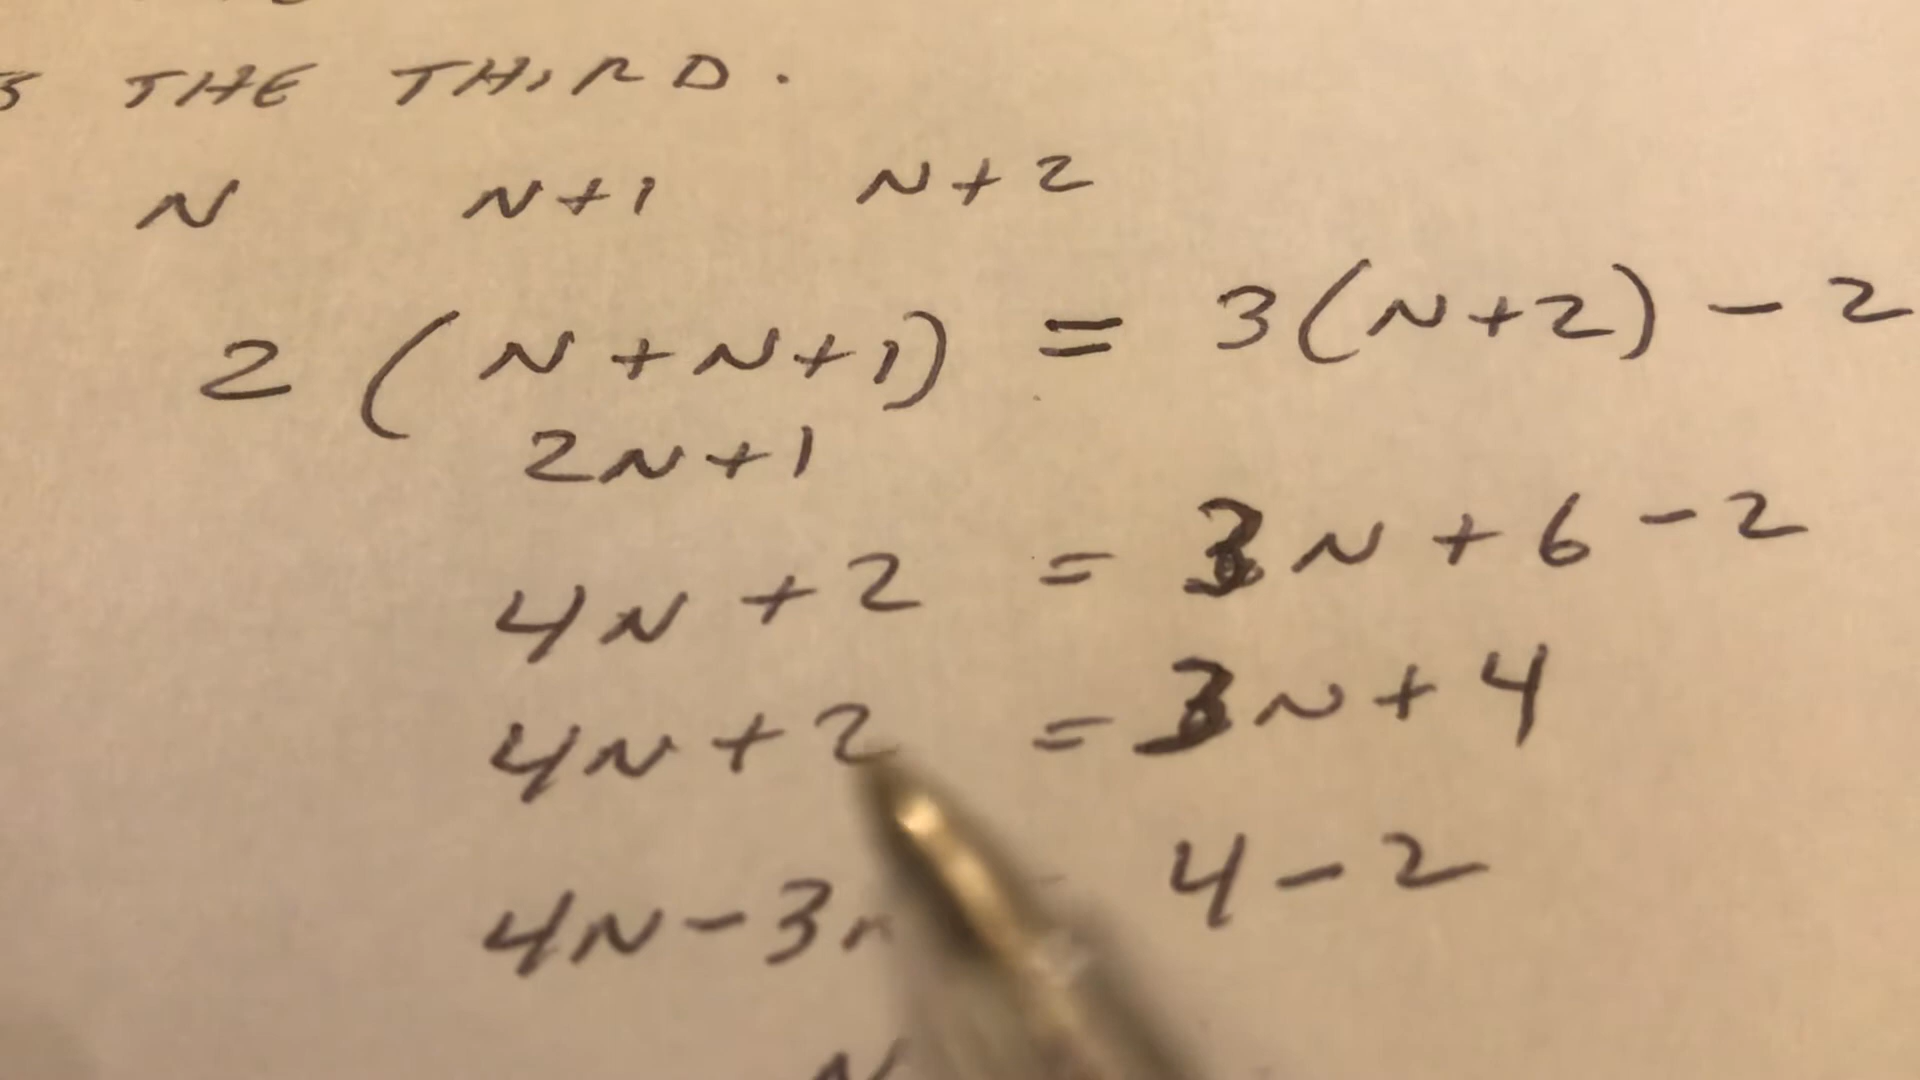 THE THIRD.
N N+1 N+2
2 (N+N+1) = 3(N+2) - 2
2N+1
4N+2 = 3N+6-2
4N+2 = 3N+4
4N-3N 4-2
N